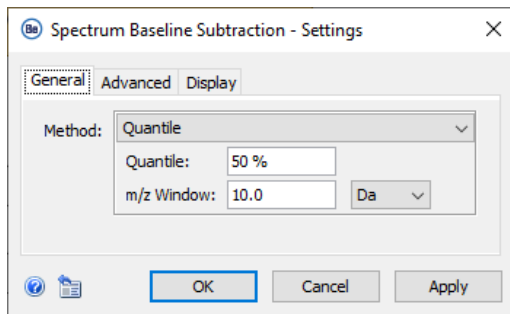 Be Spectrum Baseline Subtraction - Settings
General Advanced Display
Method: Quantile
Quantile: 50 %
m/z Window: 10.0 Da
? OK Cancel Apply